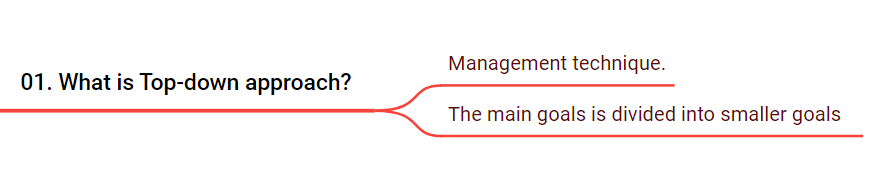 01. What is Top-down approach?
Management technique.
The main goals is divided into smaller goals